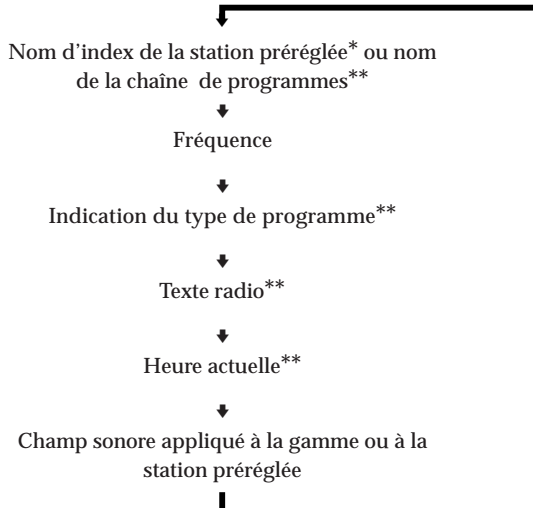 Nom d'index de la station préréglée* ou nom
de la chaîne de programmes**
Fréquence
Indication du type de programme**
Texte radio**
Heure actuelle**
Champ sonore appliqué à la gamme ou à la
station préréglée